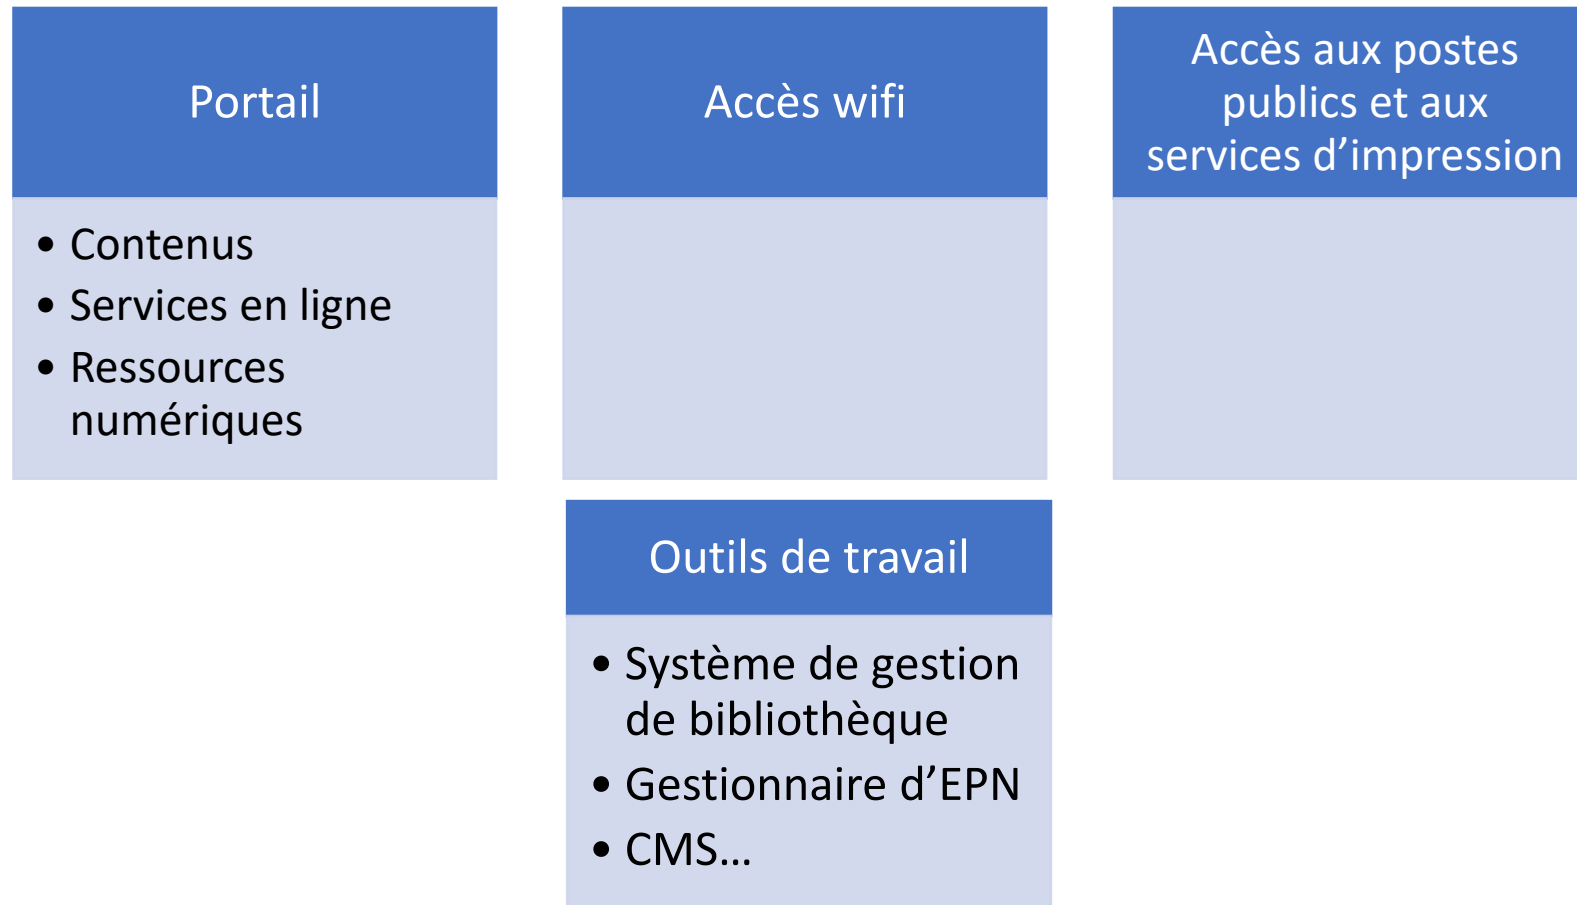 Portail
• Contenus
• Services en ligne
• Ressources
numériques
Accès wifi
Accès aux postes
publics et aux
services d’impression
Outils de travail
• Système de gestion
de bibliothèque
• Gestionnaire d’EPN
• CMS…